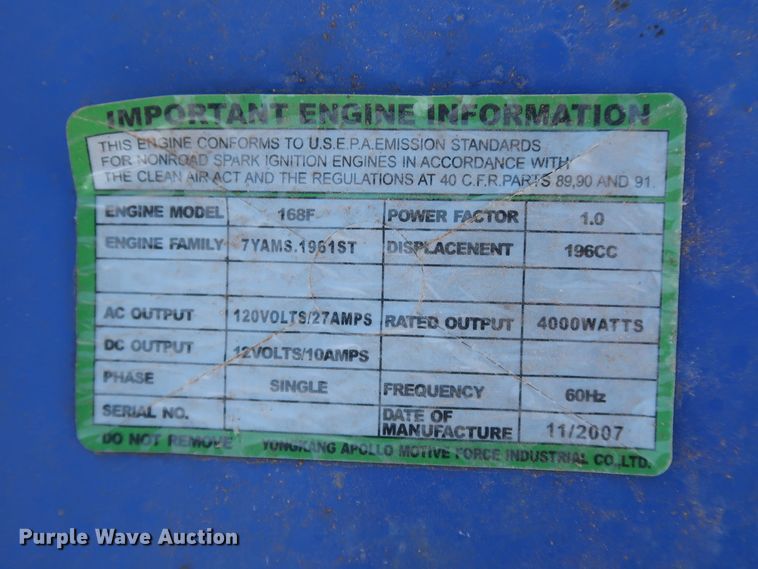 IMPORTANT ENGINE INFORMATION
THIS ENGINE CONFORMS TO U.S.E.P.A.EMISSION STANDARDS
FOR NONROAD SPARK IGNITION ENGINES IN ACCORDANCE WITH
THE CLEAN AIR ACT AND THE REGULATIONS AT 40 C.F.R.PARTS 89,90 AND 91.
ENGINE MODEL 168F POWER FACTOR 1.0
ENGINE FAMILY 7YAMS.1961ST DISPLACENENT 196CC
AC OUTPUT 120VOLTS/27AMPS RATED OUTPUT 4000WATTS
DC OUTPUT 12VOLTS/10AMPS
PHASE SINGLE FREQUENCY 60Hz
SERIAL NO. DATE OF MANUFACTURE 11/2007
DO NOT REMOVE YONGKANG APOLLO MOTIVE FORCE INDUSTRIAL CO.,LTD.
Purple Wave Auction